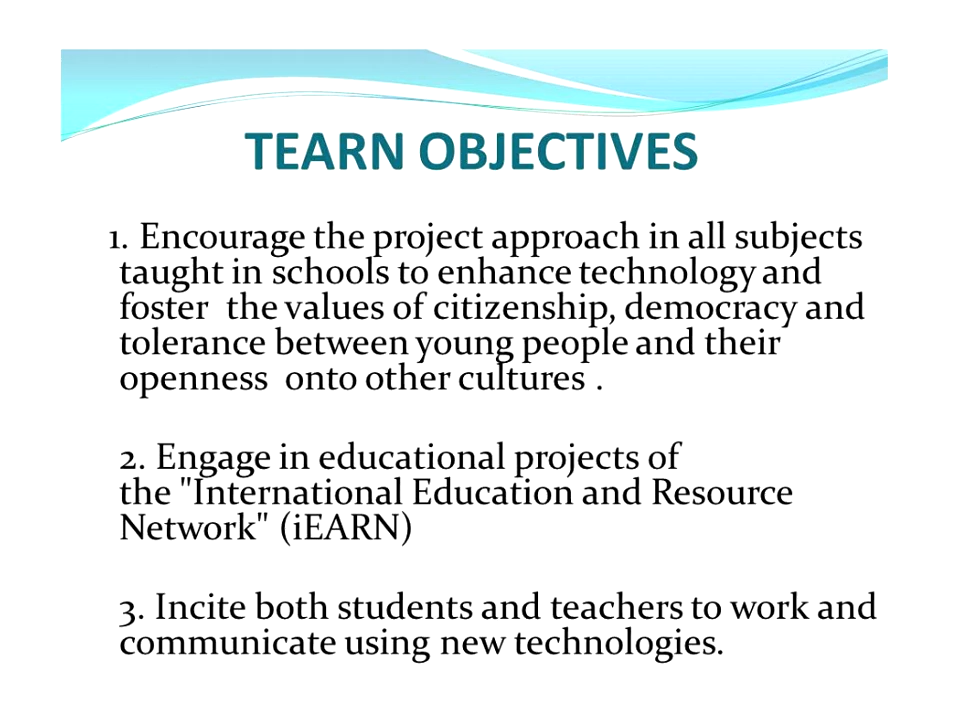 TEARN OBJECTIVES
1. Encourage the project approach in all subjects
taught in schools to enhance technology and
foster  the values of citizenship, democracy and
tolerance between young people and their
openness  onto other cultures .
2. Engage in educational projects of
the "International Education and Resource
Network" (iEARN)
3. Incite both students and teachers to work and
communicate using new technologies.